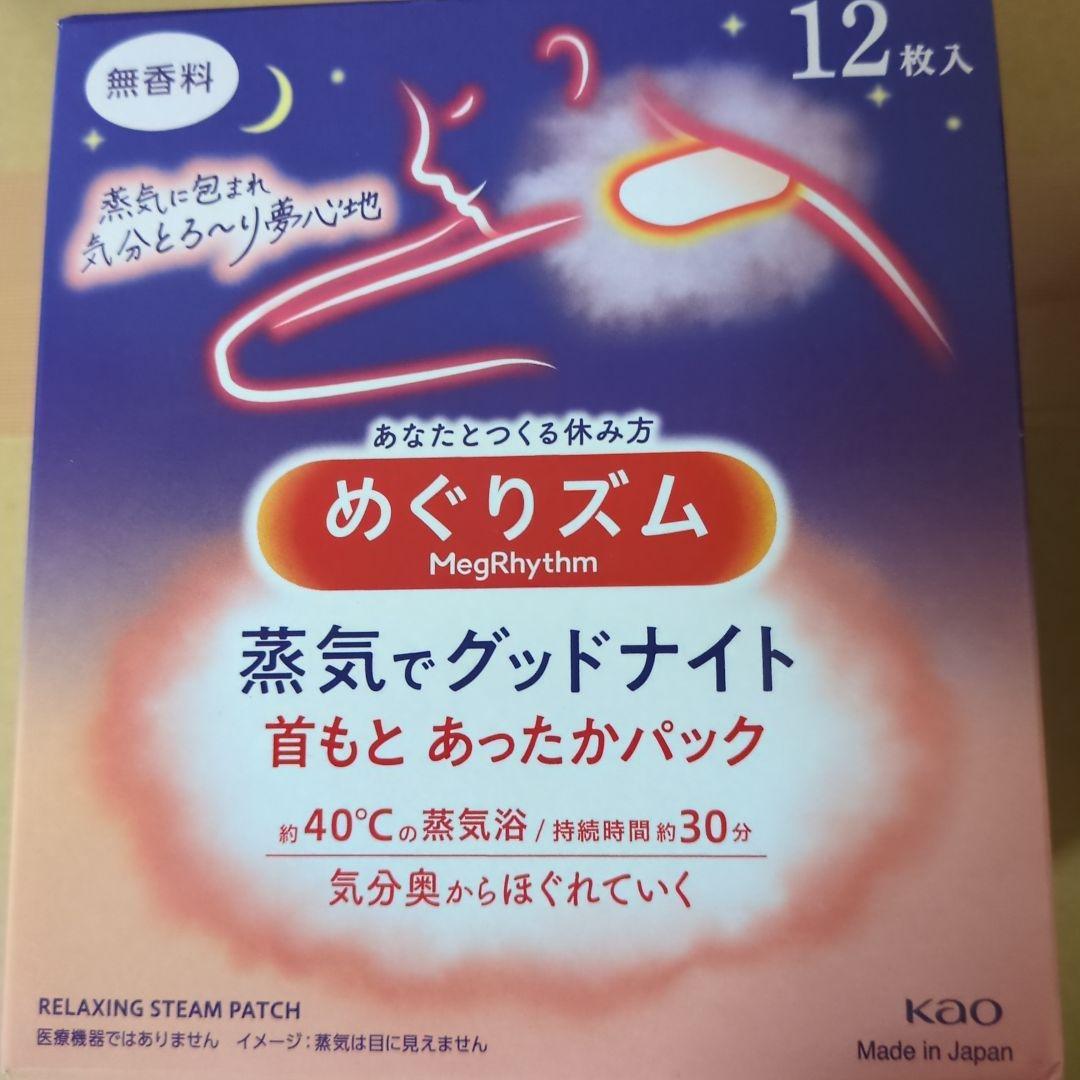 無香料
12枚入
蒸気に包まれ
気分とろ〜り夢心地
あなたとつくる休み方
めぐりズム
MegRhythm
蒸気でグッドナイト
首もと あったかパック
約40℃の蒸気浴/持続時間 約30分
気分奥からほぐれていく
RELAXING STEAM PATCH
医療機器ではありません イメージ:蒸気は目に見えません
Kao
Made in Japan